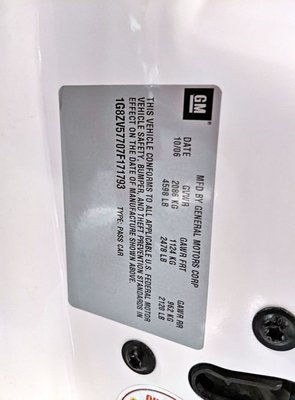 GM
MFD BY GENERAL MOTORS CORP
DATE GVWR GAWR FRT GAWR RR
10/06 2086 KG 1124 KG 962 KG
4598 LB 2478 LB 2120 LB
THIS VEHICLE CONFORMS TO ALL APPLICABLE U.S. FEDERAL MOTOR
VEHICLE SAFETY, BUMPER, AND THEFT PREVENTION STANDARDS IN
EFFECT ON THE DATE OF MANUFACTURE SHOWN ABOVE.
1G8ZV57707F171793 TYPE: PASS CAR